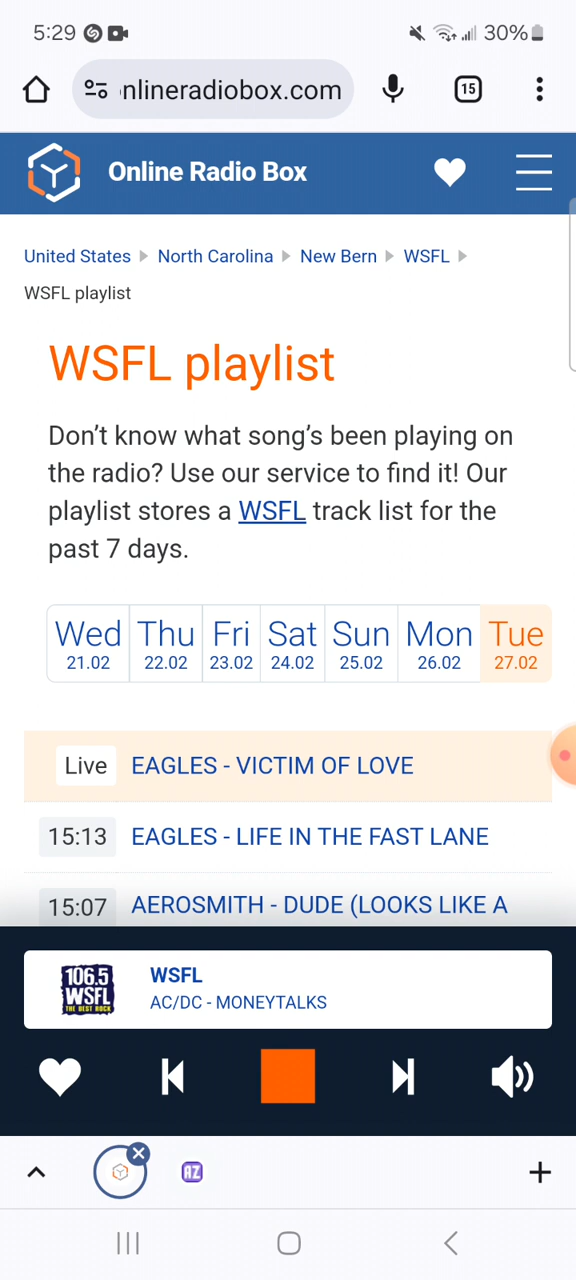 5:29 30%
nlineradiobox.com 15
Online Radio Box
United States North Carolina New Bern WSFL
WSFL playlist
WSFL playlist
Don’t know what song’s been playing on
the radio? Use our service to find it! Our
playlist stores a WSFL track list for the
past 7 days.
Wed Thu Fri Sat Sun Mon Tue
21.02 22.02 23.02 24.02 25.02 26.02 27.02
Live EAGLES - VICTIM OF LOVE
15:13 EAGLES - LIFE IN THE FAST LANE
15:07 AEROSMITH - DUDE (LOOKS LIKE A
106.5
WSFL
THE BEST ROCK
WSFL
AC/DC - MONEYTALKS
AZ